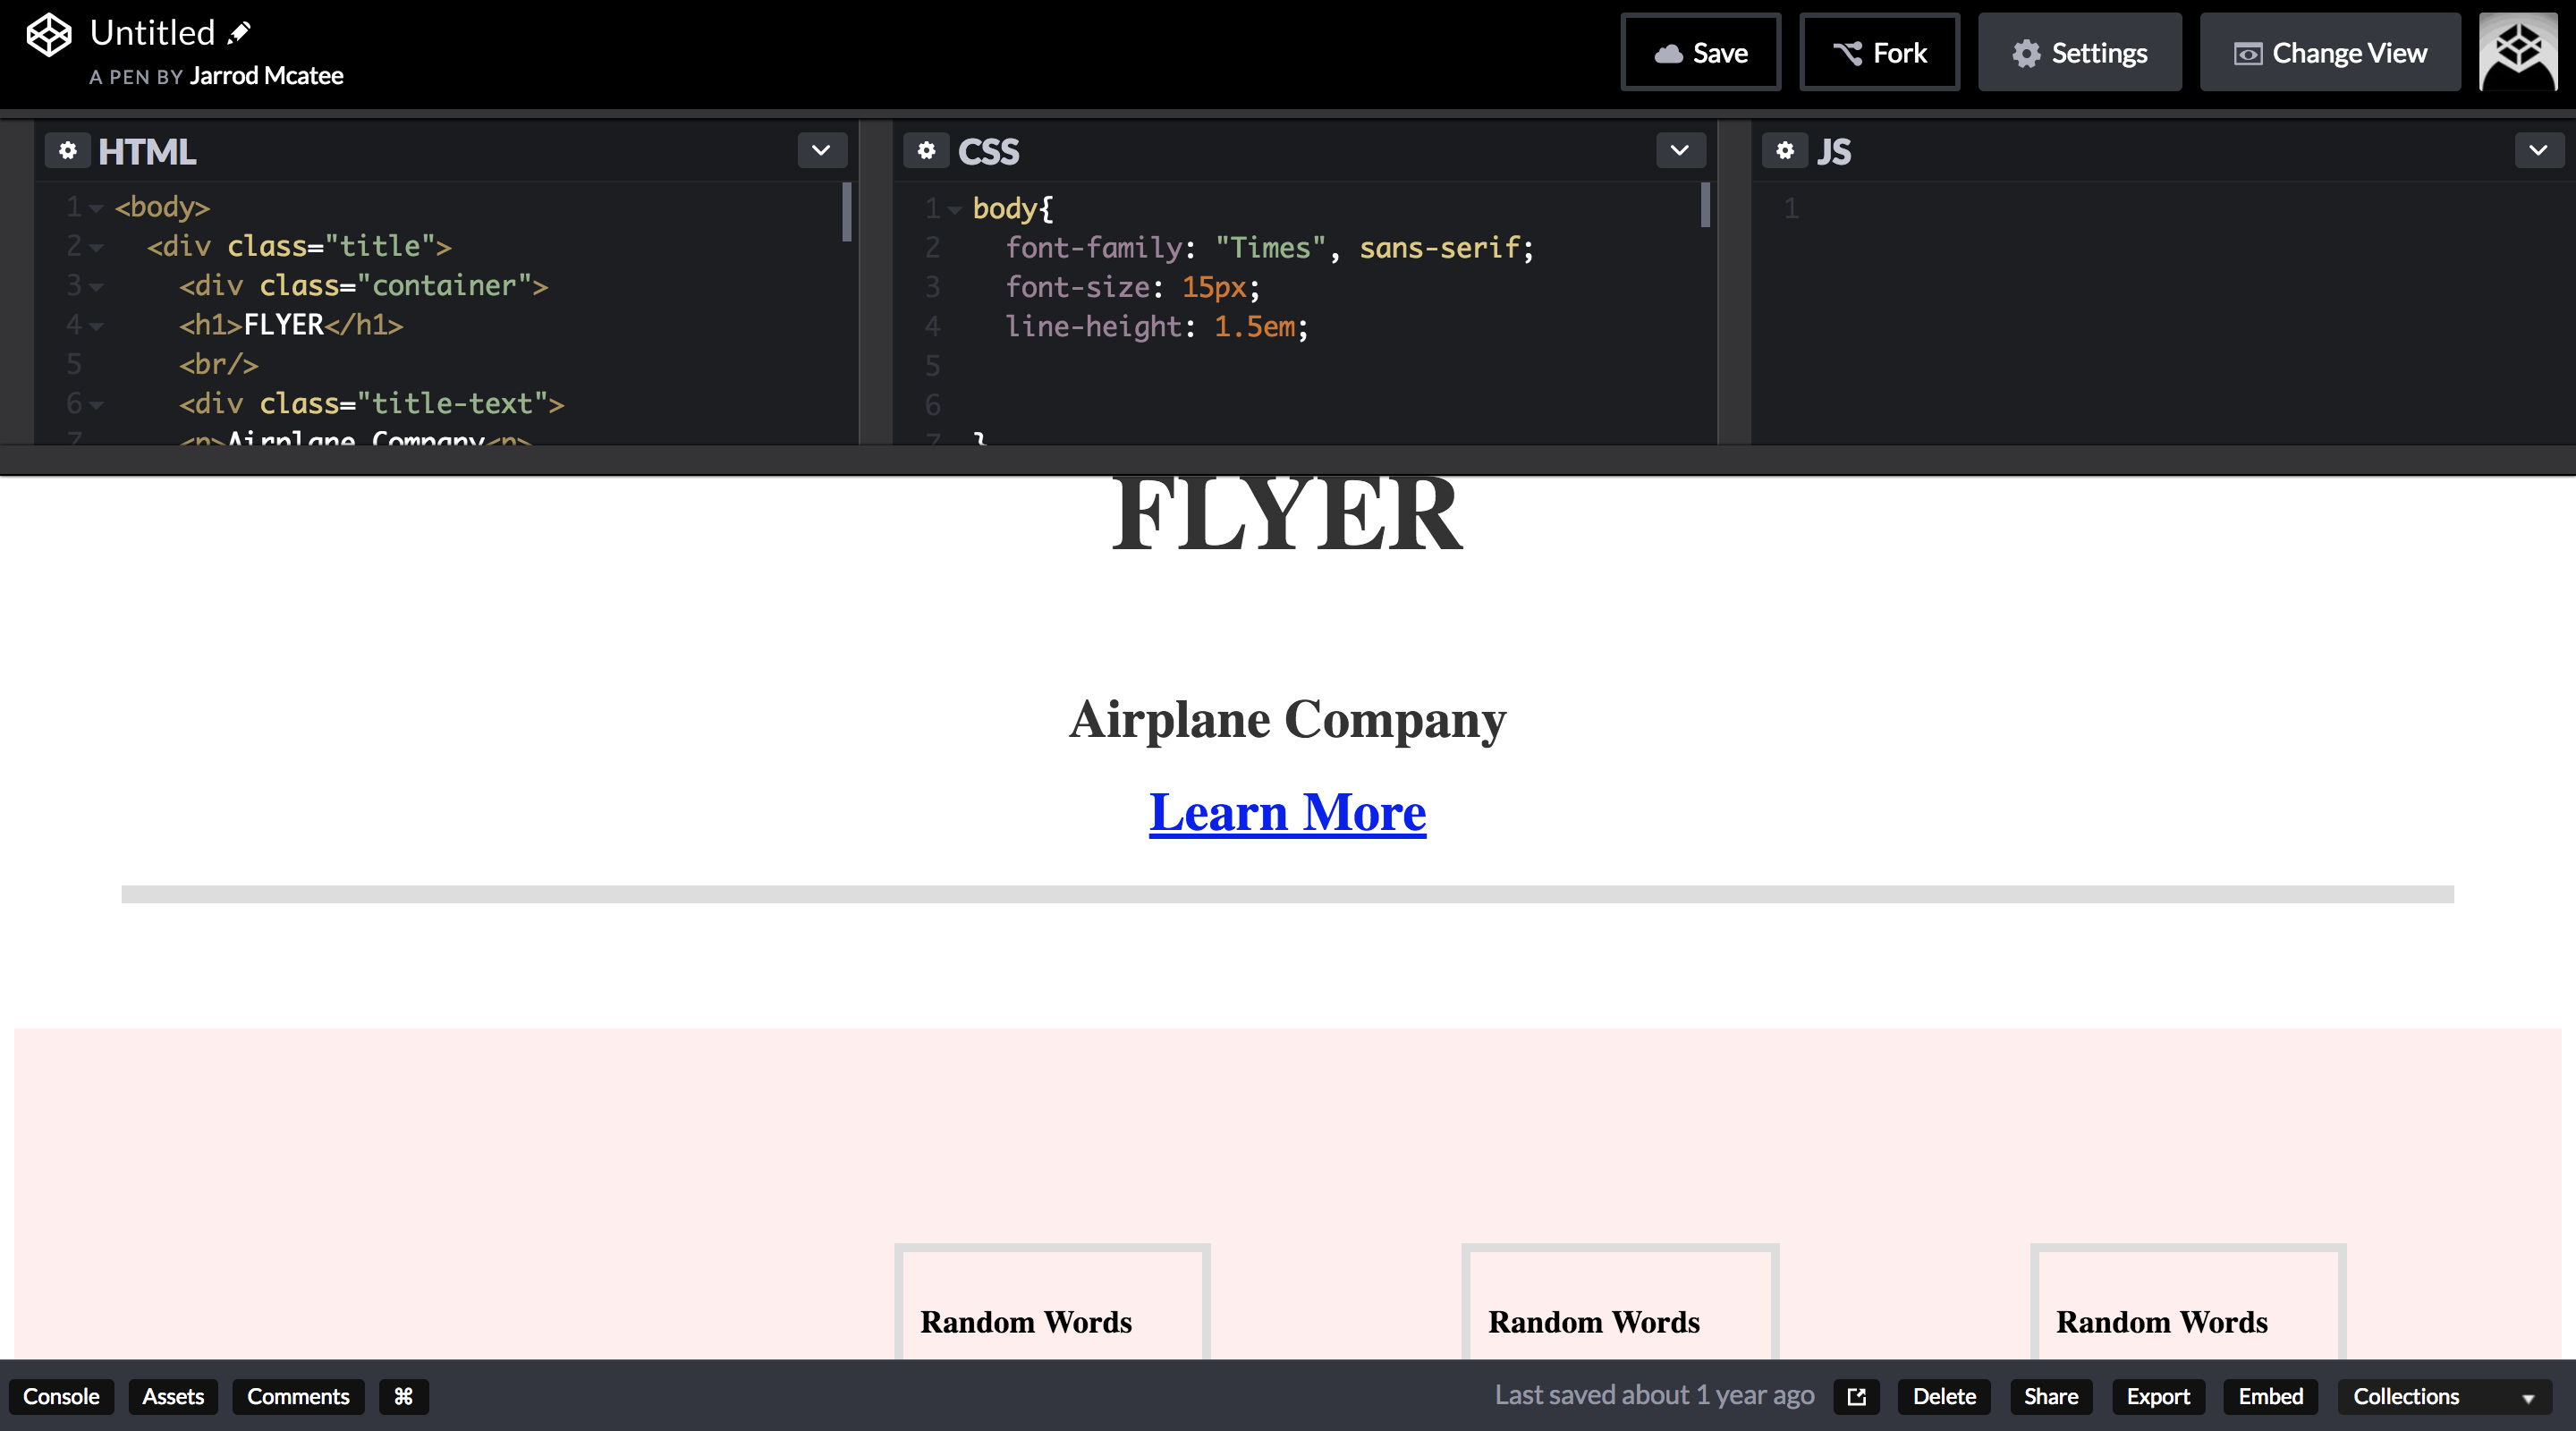 Untitled
A PEN BY Jarrod Mcatee
Save
Fork
Settings
Change View
HTML
1 <body>
2 <div class="title">
3 <div class="container">
4 <h1>FLYER</h1>
5 <br/>
6 <div class="title-text">
7 <p>Airplane Company<p>
CSS
1 body{
2 font-family: "Times", sans-serif;
3 font-size: 15px;
4 line-height: 1.5em;
5
6
7 }
JS
1
FLYER
Airplane Company
Learn More
Random Words
Random Words
Random Words
Console
Assets
Comments
⌘
Last saved about 1 year ago
Delete
Share
Export
Embed
Collections